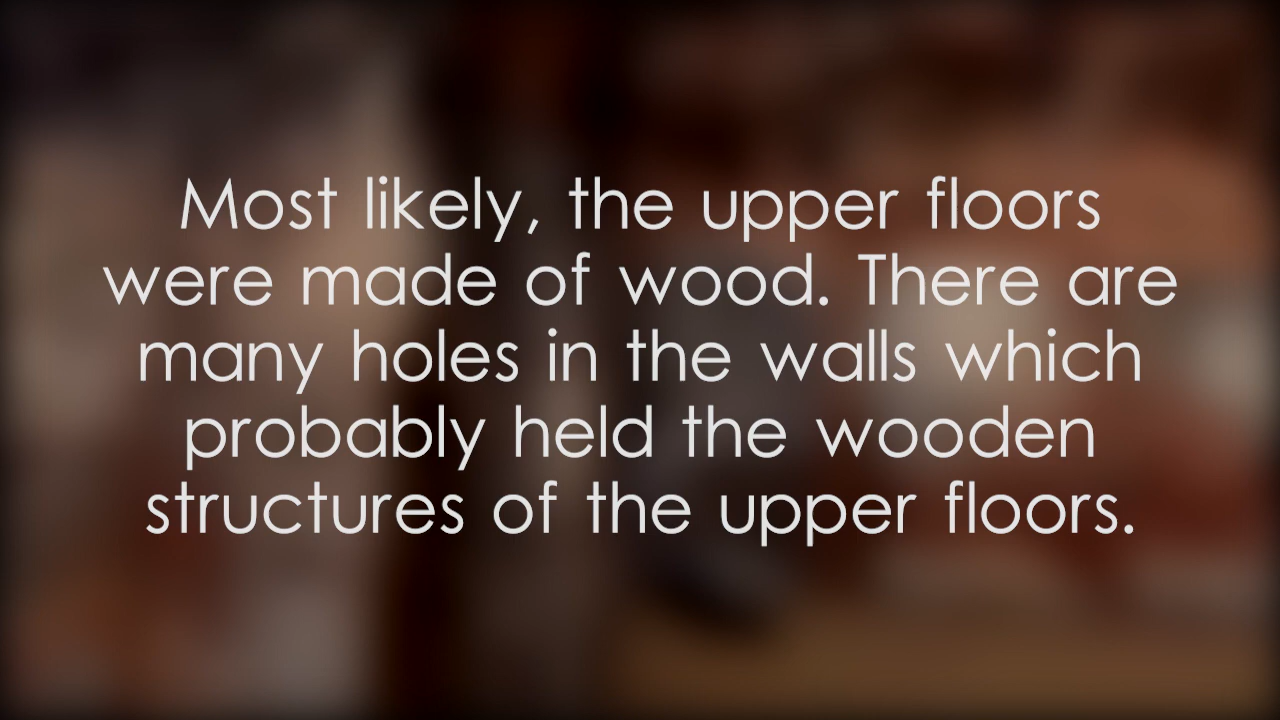 Most likely, the upper floors
were made of wood. There are
many holes in the walls which
probably held the wooden
structures of the upper floors.